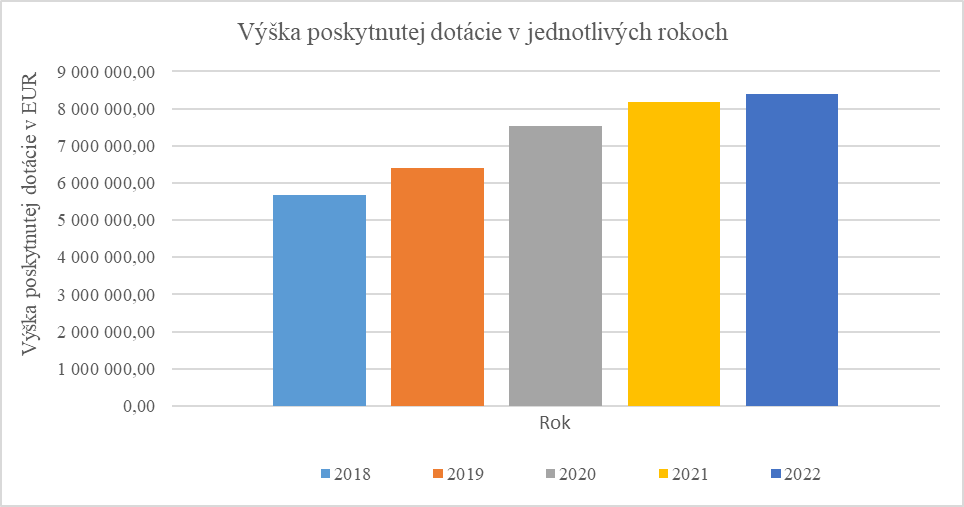 Výška poskytnutej dotácie v jednotlivých rokoch
Výška poskytnutej dotácie v EUR
9 000 000,00
8 000 000,00
7 000 000,00
6 000 000,00
5 000 000,00
4 000 000,00
3 000 000,00
2 000 000,00
1 000 000,00
0,00
Rok
2018 2019 2020 2021 2022